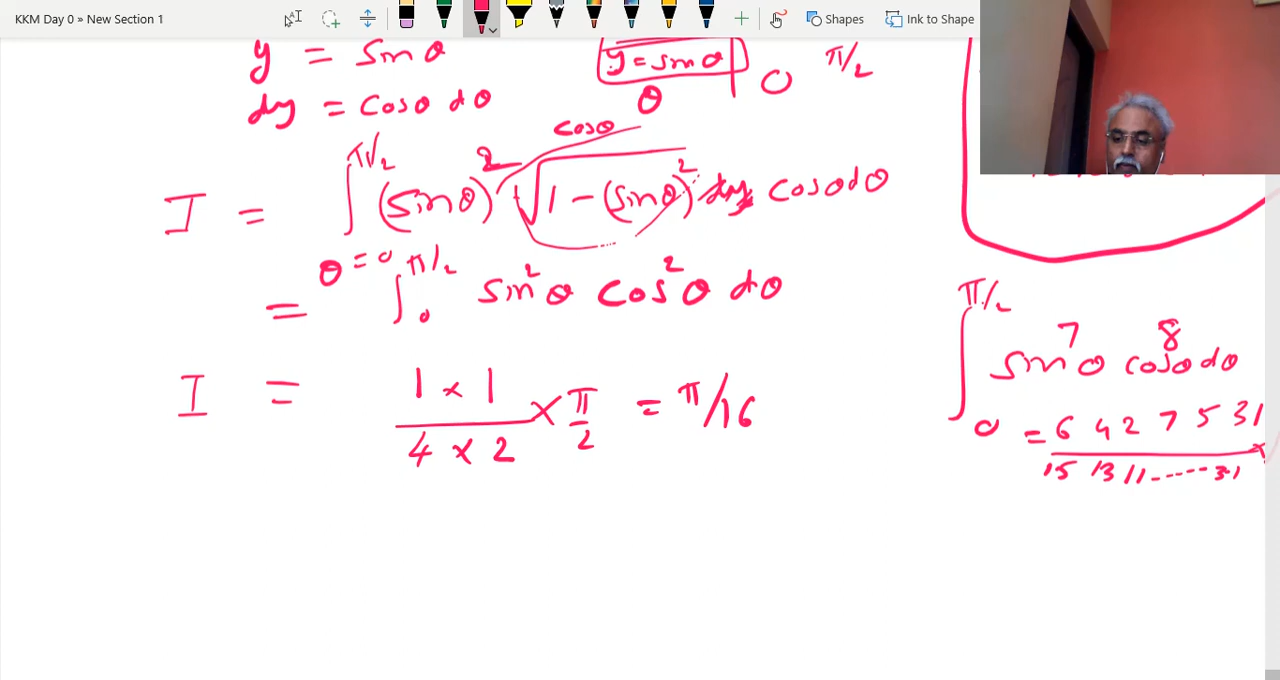 KKM Day 0 » New Section 1
Shapes
Ink to Shape
y = sinθ
dy = cosθ dθ
y = sinθ | 0 π/2
θ
cosθ
I = ∫ π/2 θ=0 (sinθ)² √1 − (sinθ)² dy cosθ dθ
= ∫₀ π/2 sin²θ cos²θ dθ
I = 1 × 1 / 4 × 2 × π/2 = π/16
∫₀ π/2 sin⁷θ cos⁸θ dθ
= 6 4 2 7 5 3 1
15 13 11 ------ 3·1